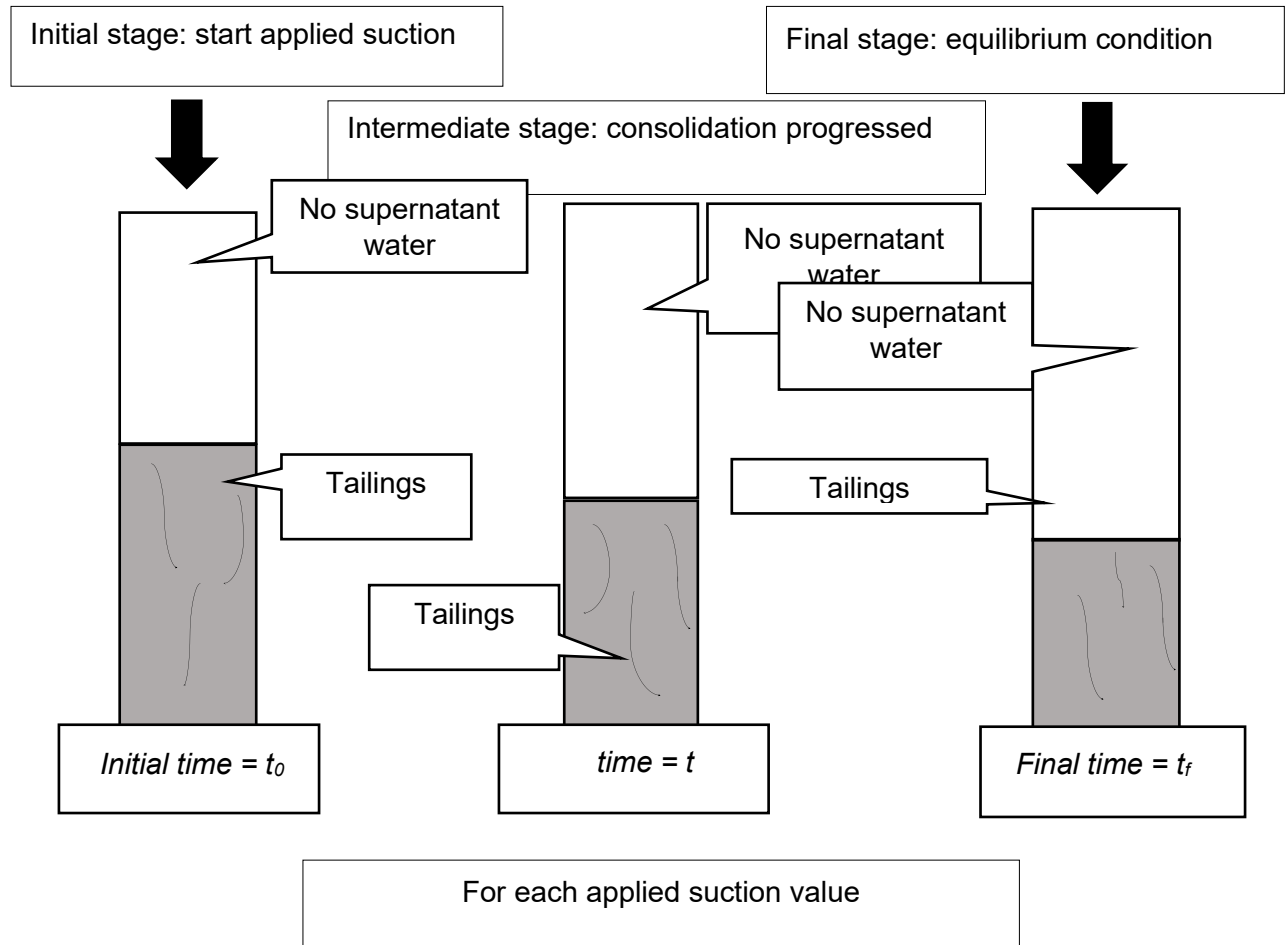 Initial stage: start applied suction
Final stage: equilibrium condition
Intermediate stage: consolidation progressed
No supernatant
water
No supernatant
water
No supernatant
water
Tailings
Tailings
Tailings
Initial time = t0
time = t
Final time = tf
For each applied suction value